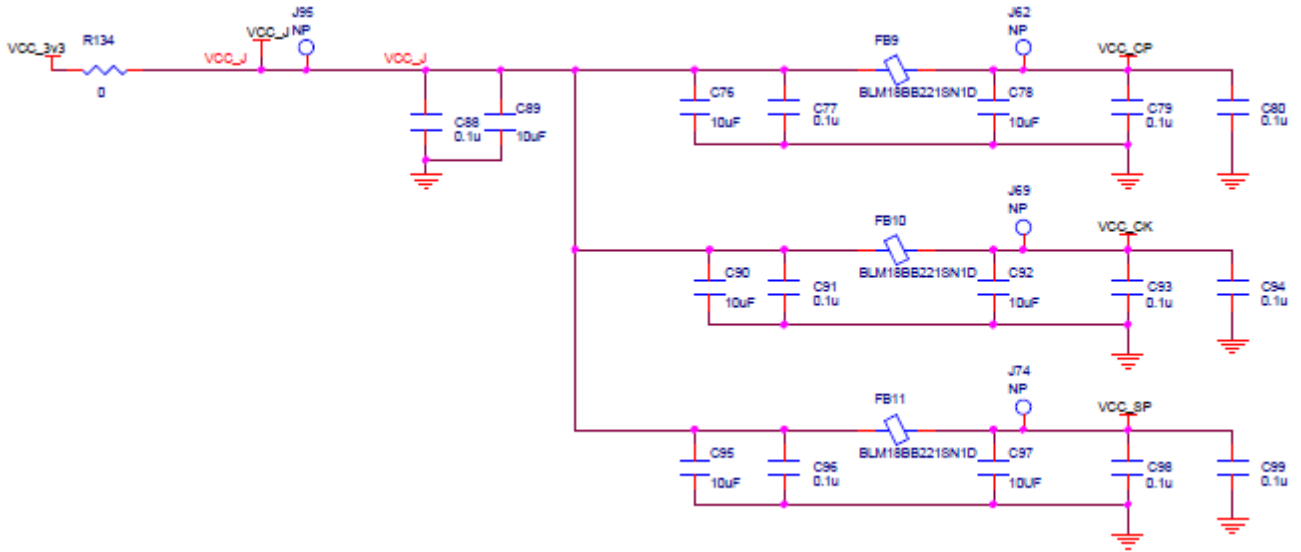 VCC_3v3
R134
0
VCC_J
VCC_J
J95
NP
VCC_J
C88
0.1u
C89
10uF
C76
10uF
C77
0.1u
FB9
BLM18BB221SN1D
J62
NP
C78
10uF
VCC_CP
C79
0.1u
C80
0.1u
C90
10uF
C91
0.1u
FB10
BLM18BB221SN1D
J69
NP
C92
10uF
VCC_CK
C93
0.1u
C94
0.1u
C95
10uF
C96
0.1u
FB11
BLM18BB221SN1D
J74
NP
C97
10UF
VCC_SP
C98
0.1u
C99
0.1u